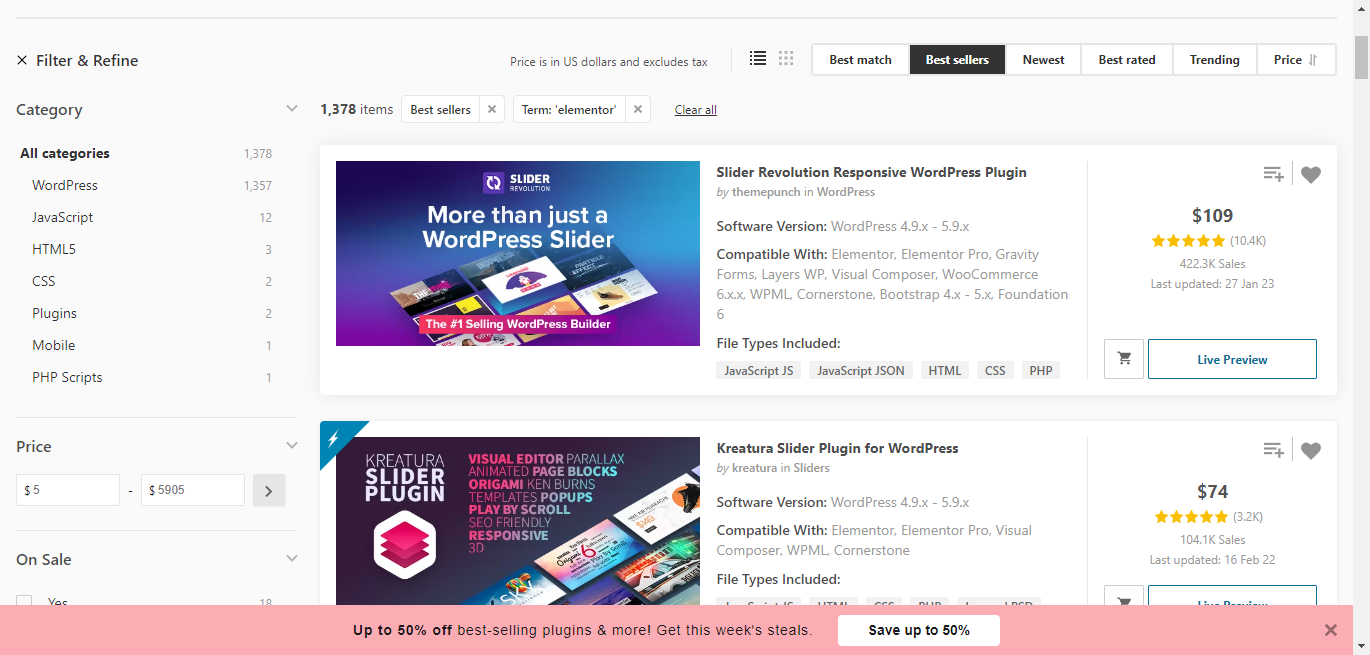 Filter & Refine
Price is in US dollars and excludes tax
Best match
Best sellers
Newest
Best rated
Trending
Price
Category
1,378 items
Best sellers
Term: 'elementor'
Clear all
All categories 1,378
WordPress 1,357
JavaScript 12
HTML5 3
CSS 2
Plugins 2
Mobile 1
PHP Scripts 1
Price
$ 5 - $ 5905
On Sale
Yes 18
SLIDER
REVOLUTION
More than just a
WordPress Slider
The #1 Selling WordPress Builder
Slider Revolution Responsive WordPress Plugin
by themepunch in WordPress
Software Version: WordPress 4.9.x - 5.9.x
Compatible With: Elementor, Elementor Pro, Gravity
Forms, Layers WP, Visual Composer, WooCommerce
6.x.x, WPML, Cornerstone, Bootstrap 4.x - 5.x, Foundation
6
File Types Included:
JavaScript JS
JavaScript JSON
HTML
CSS
PHP
$109
(10.4K)
422.3K Sales
Last updated: 27 Jan 23
Live Preview
KREATURA
SLIDER
PLUGIN
VISUAL EDITOR PARALLAX
ANIMATED PAGE BLOCKS
ORIGAMI KEN BURNS
TEMPLATES POPUPS
PLAY BY SCROLL
SEO FRIENDLY
RESPONSIVE
3D
Kreatura Slider Plugin for WordPress
by kreatura in Sliders
Software Version: WordPress 4.9.x - 5.9.x
Compatible With: Elementor, Elementor Pro, Visual
Composer, WPML, Cornerstone
File Types Included:
JavaScript JS
HTML
CSS
PHP
Layered PSD
$74
(3.2K)
104.1K Sales
Last updated: 16 Feb 22
Live Preview
Up to 50% off best-selling plugins & more! Get this week's steals.
Save up to 50%